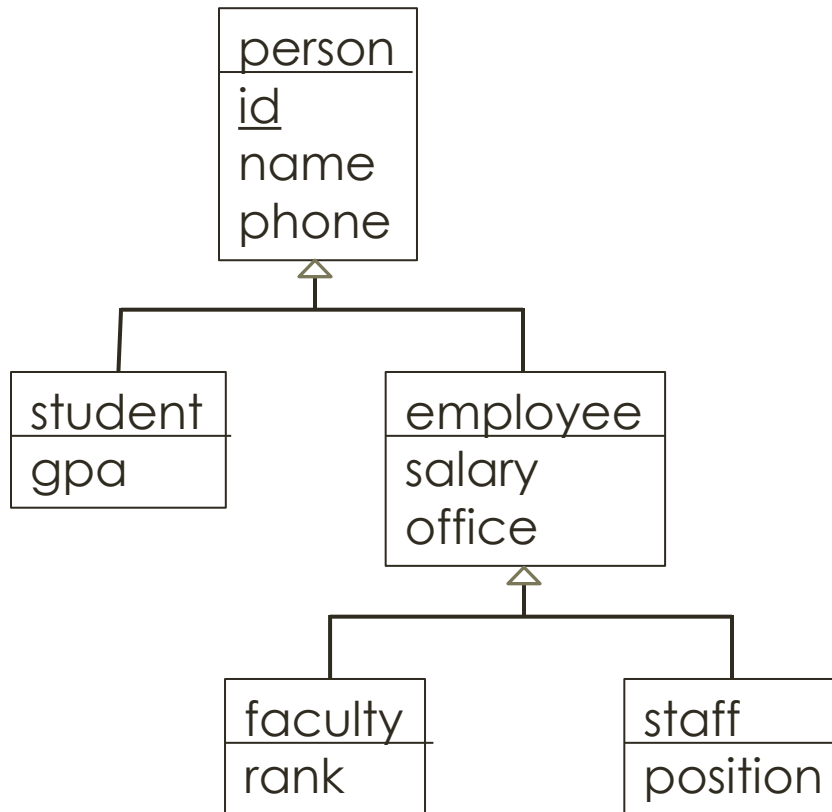 person
id
name
phone
student
gpa
employee
salary
office
faculty
rank
staff
position